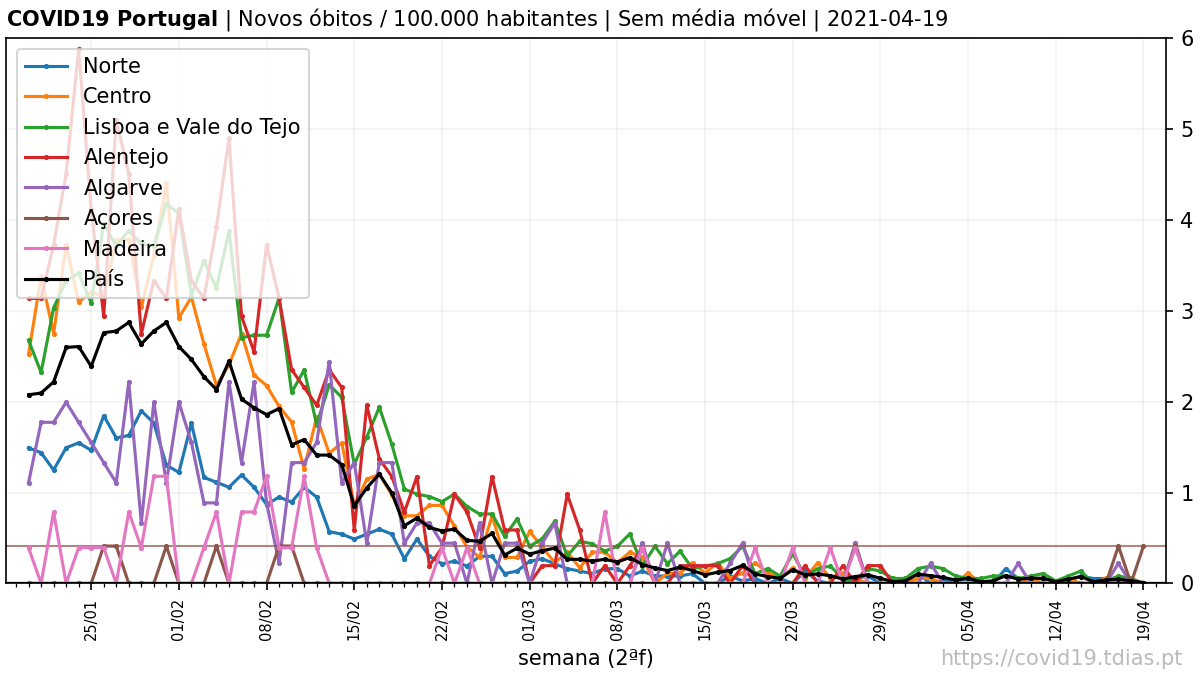 COVID19 Portugal | Novos óbitos / 100.000 habitantes | Sem média móvel | 2021-04-19
Norte
Centro
Lisboa e Vale do Tejo
Alentejo
Algarve
Açores
Madeira
País
6
5
4
3
2
1
0
25/01
01/02
08/02
15/02
22/02
01/03
08/03
15/03
22/03
29/03
05/04
12/04
19/04
semana (2ªf)
https://covid19.tdias.pt